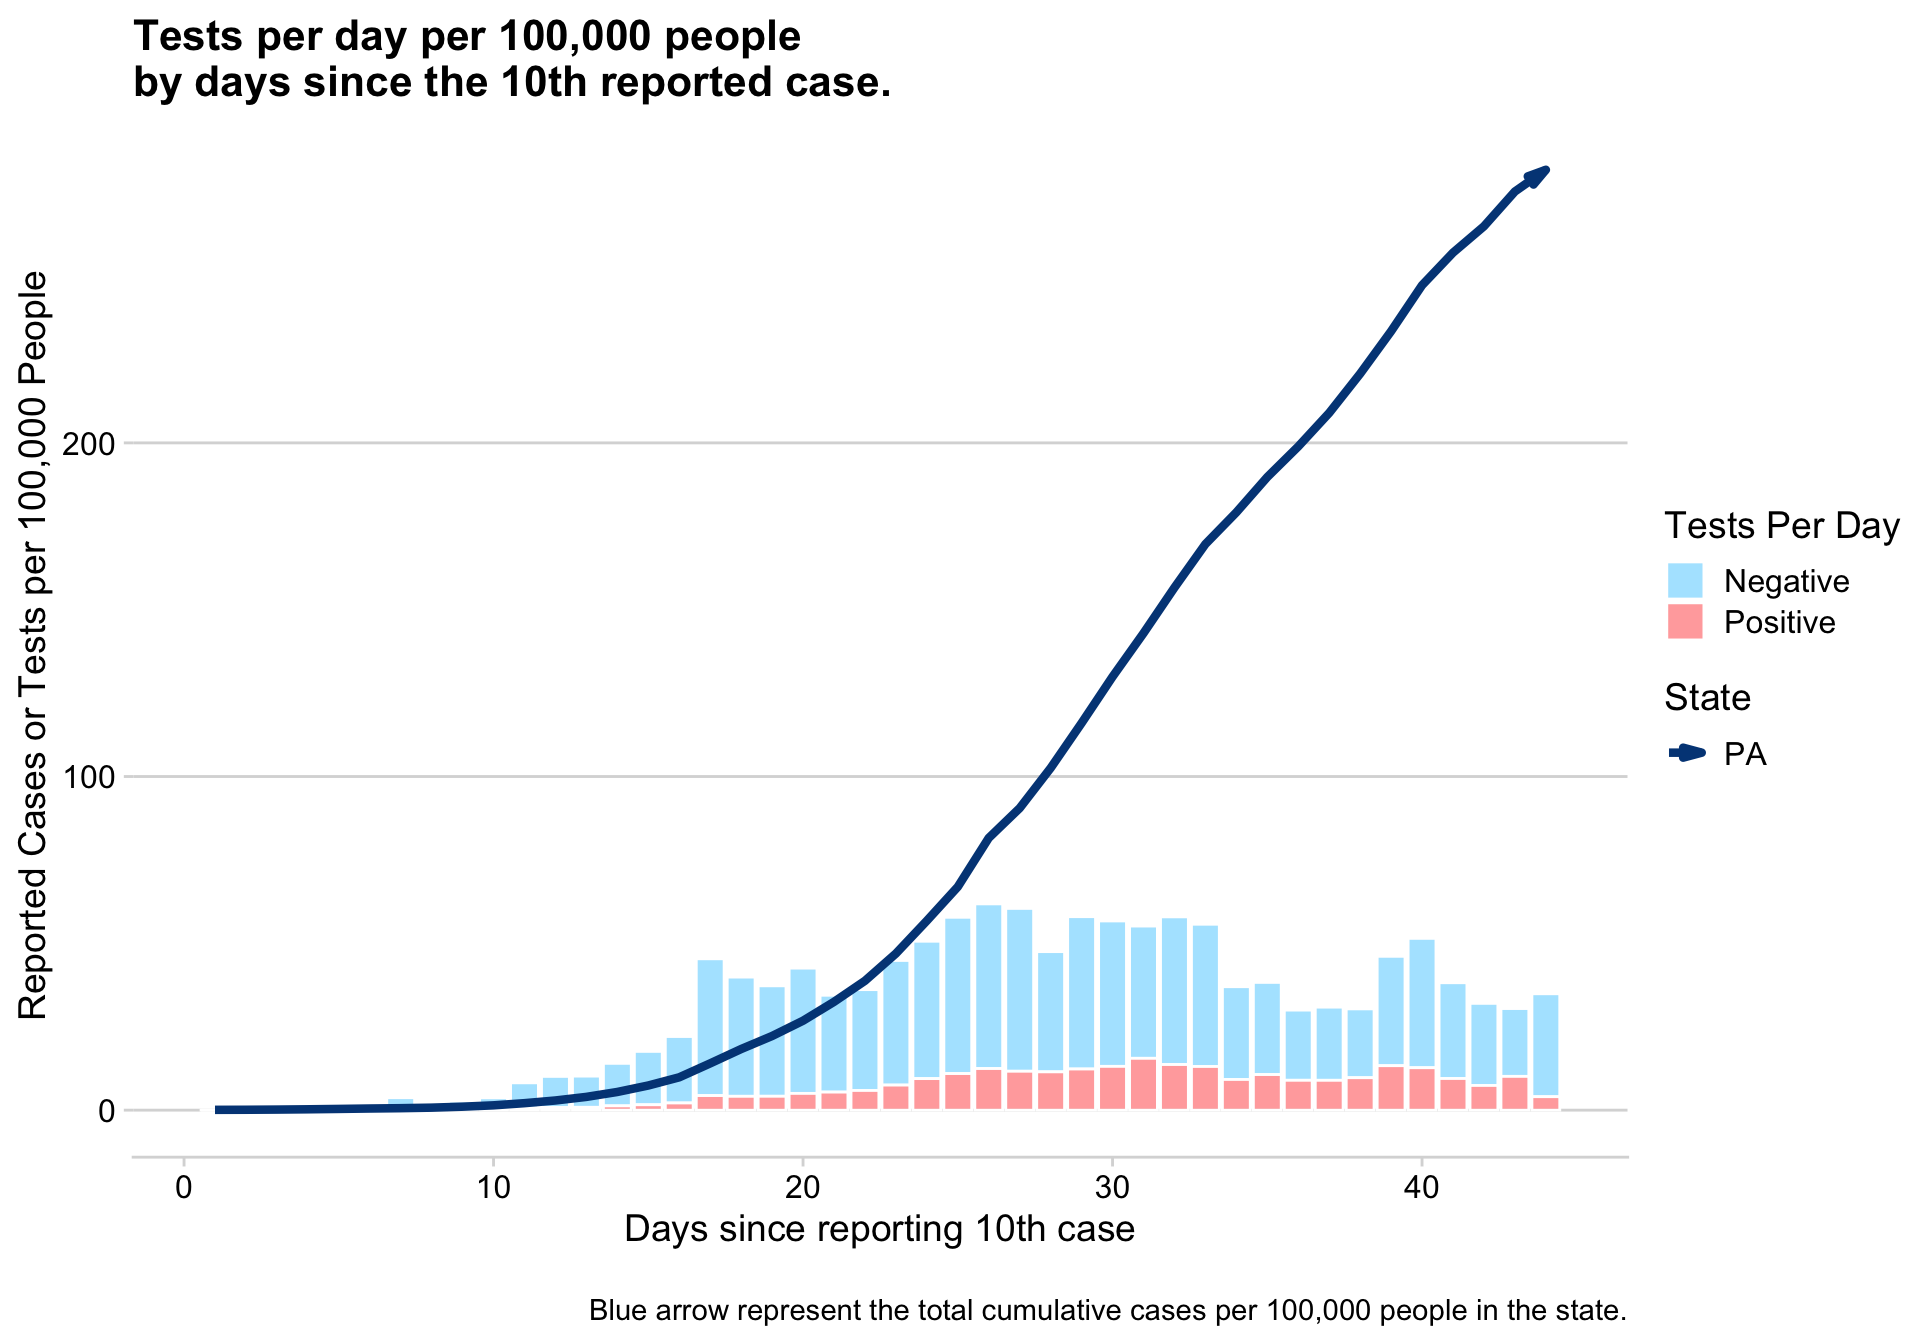 Tests per day per 100,000 people
by days since the 10th reported case.
Reported Cases or Tests per 100,000 People
200
100
0
0
10
20
30
40
Days since reporting 10th case
Tests Per Day
Negative
Positive
State
PA
Blue arrow represent the total cumulative cases per 100,000 people in the state.